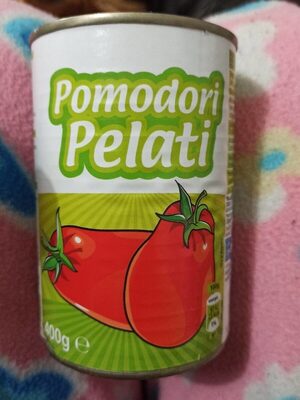 Pomodori
Pelati
400g ℮